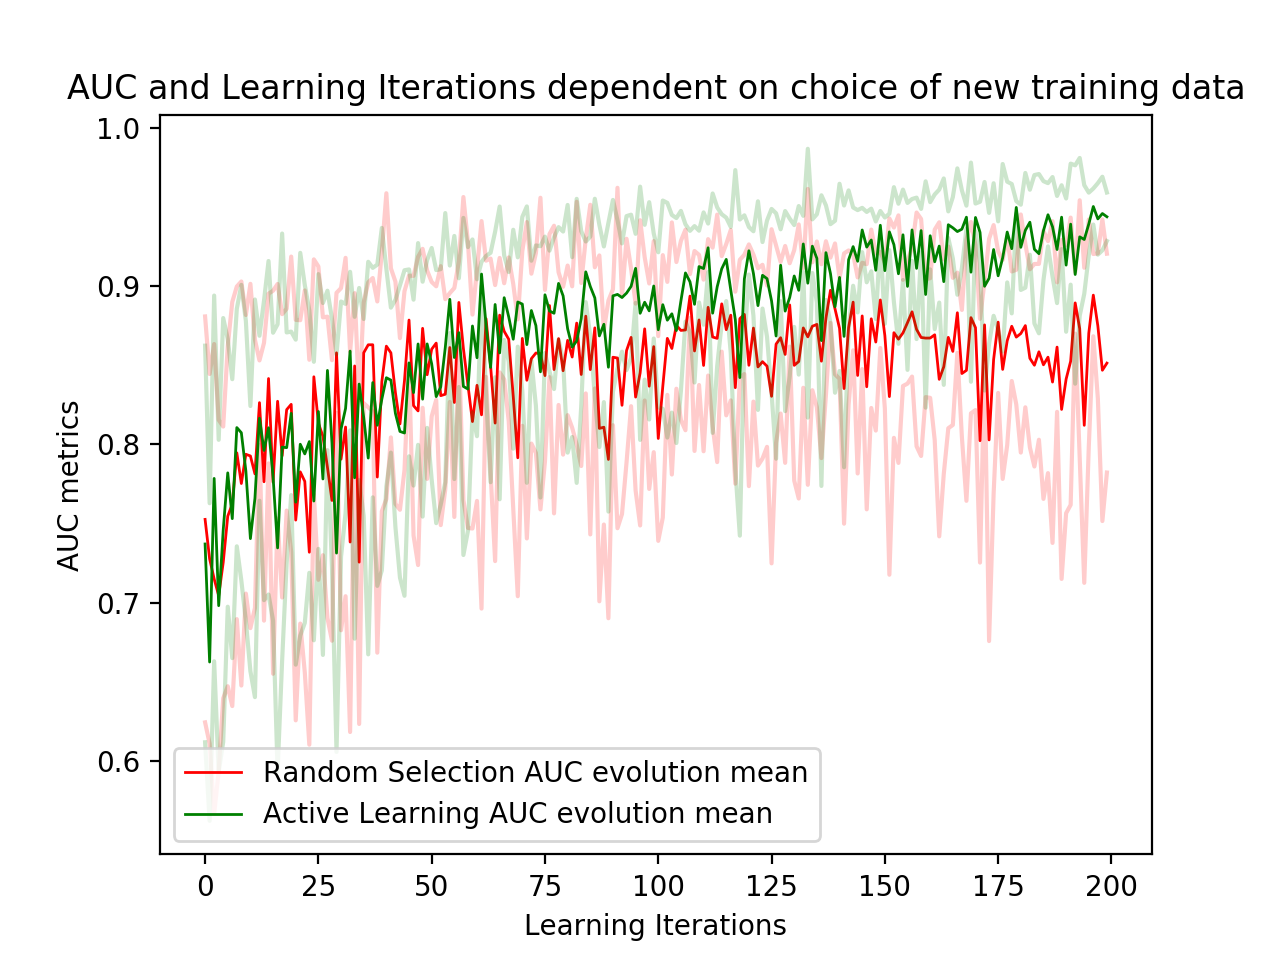 AUC and Learning Iterations dependent on choice of new training data
1.0
0.9
0.8
0.7
0.6
AUC metrics
Random Selection AUC evolution mean
Active Learning AUC evolution mean
0 25 50 75 100 125 150 175 200
Learning Iterations